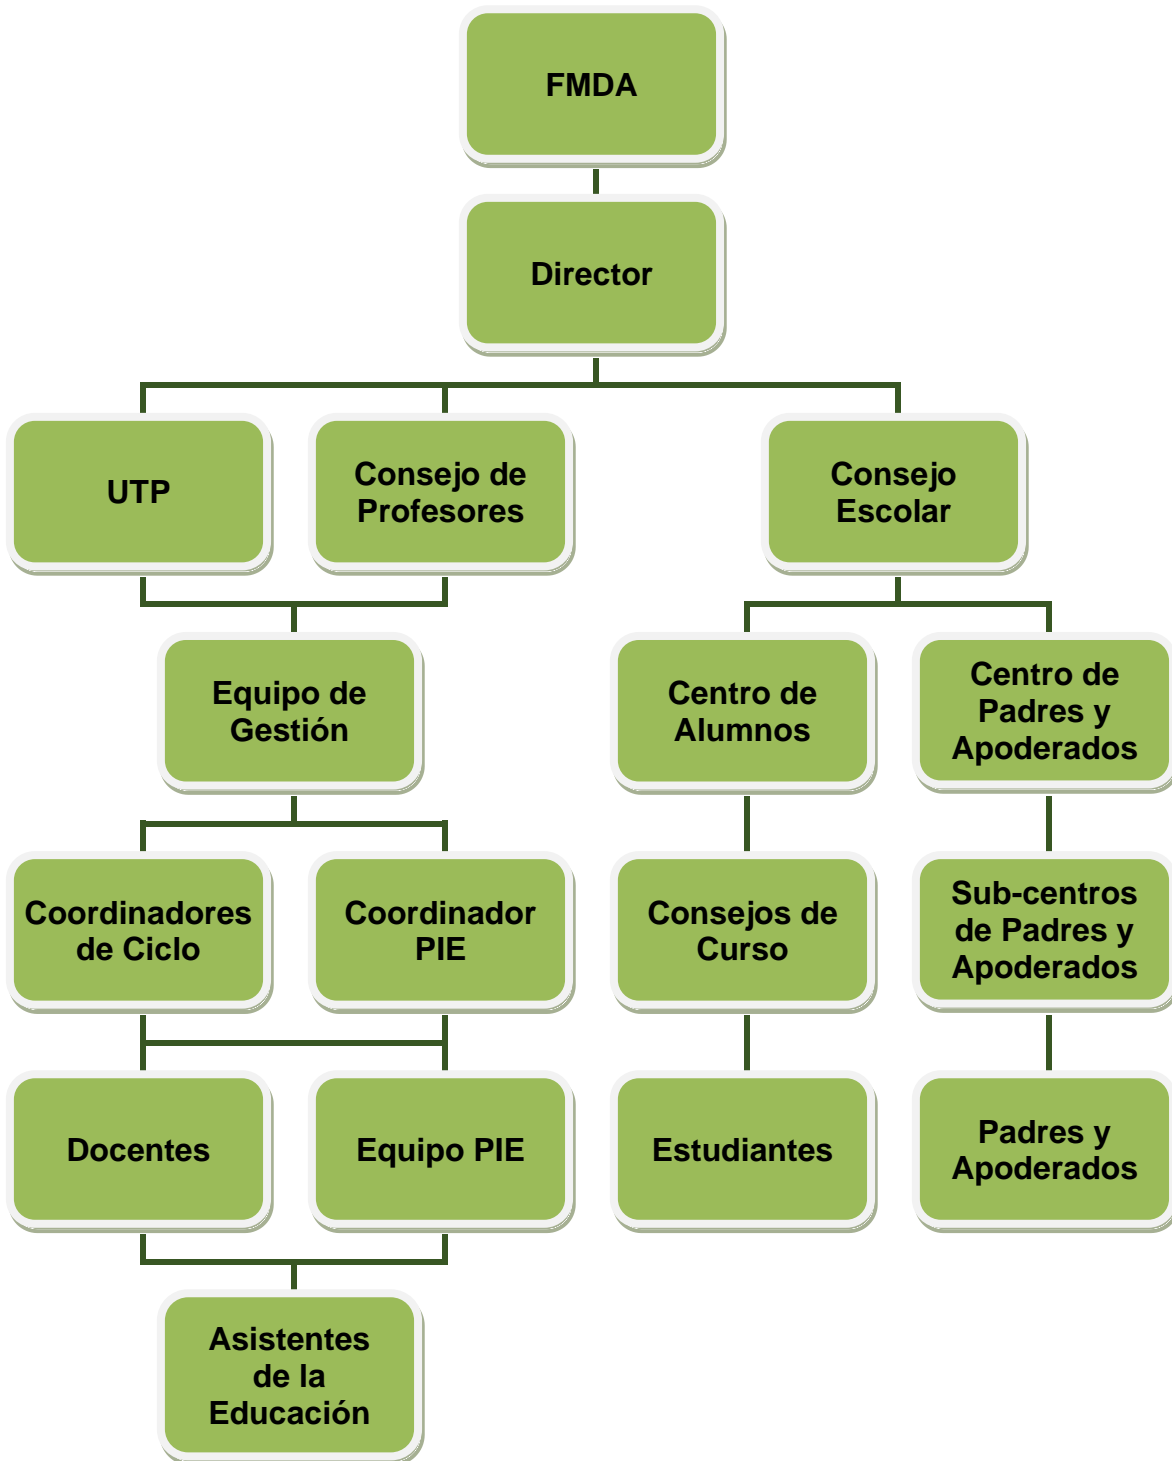 FMDA
Director
UTP
Consejo de
Profesores
Consejo
Escolar
Equipo de
Gestión
Centro de
Alumnos
Centro de
Padres y
Apoderados
Coordinadores
de Ciclo
Coordinador
PIE
Consejos de
Curso
Sub-centros
de Padres y
Apoderados
Docentes
Equipo PIE
Estudiantes
Padres y
Apoderados
Asistentes
de la
Educación